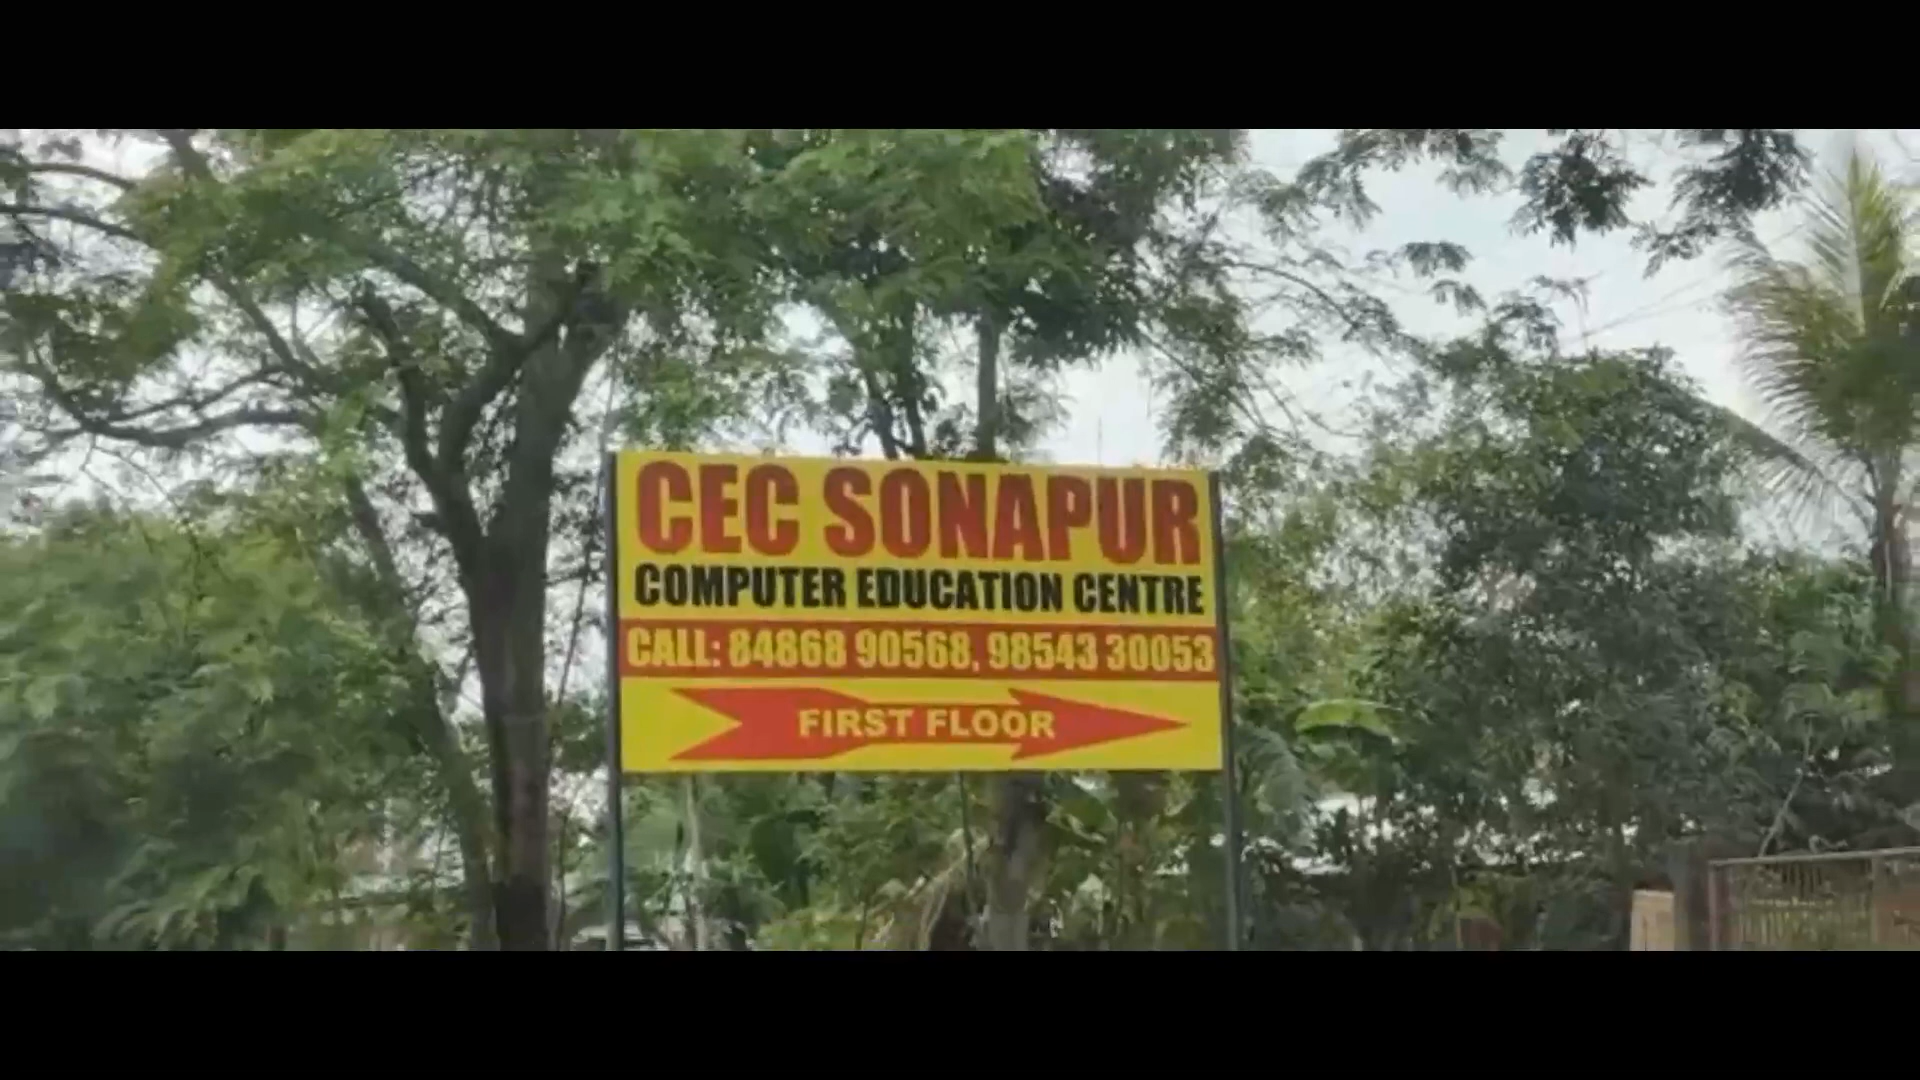 CEC SONAPUR
COMPUTER EDUCATION CENTRE
CALL: 84868 90568, 98543 30053
FIRST FLOOR